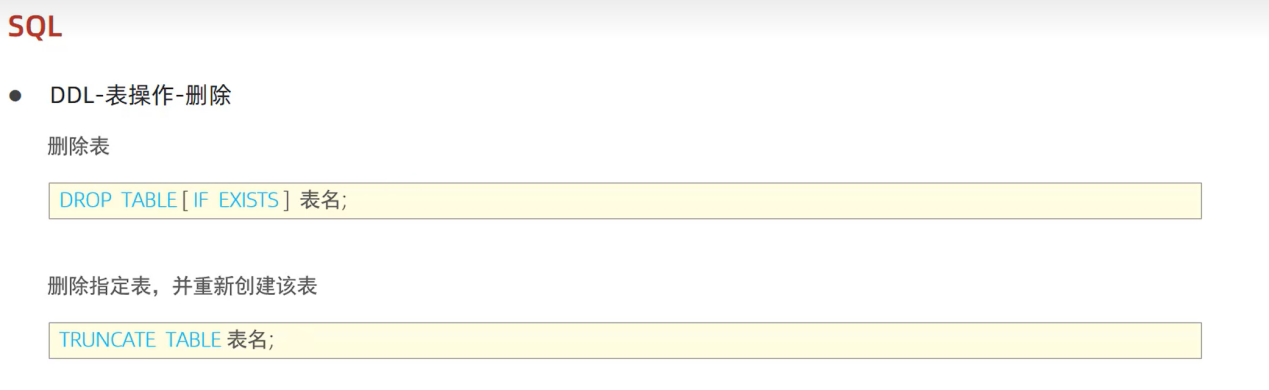 SQL
DDL-表操作-删除
删除表
DROP TABLE[ IF EXISTS ] 表名;
删除指定表，并重新创建该表
TRUNCATE TABLE 表名;